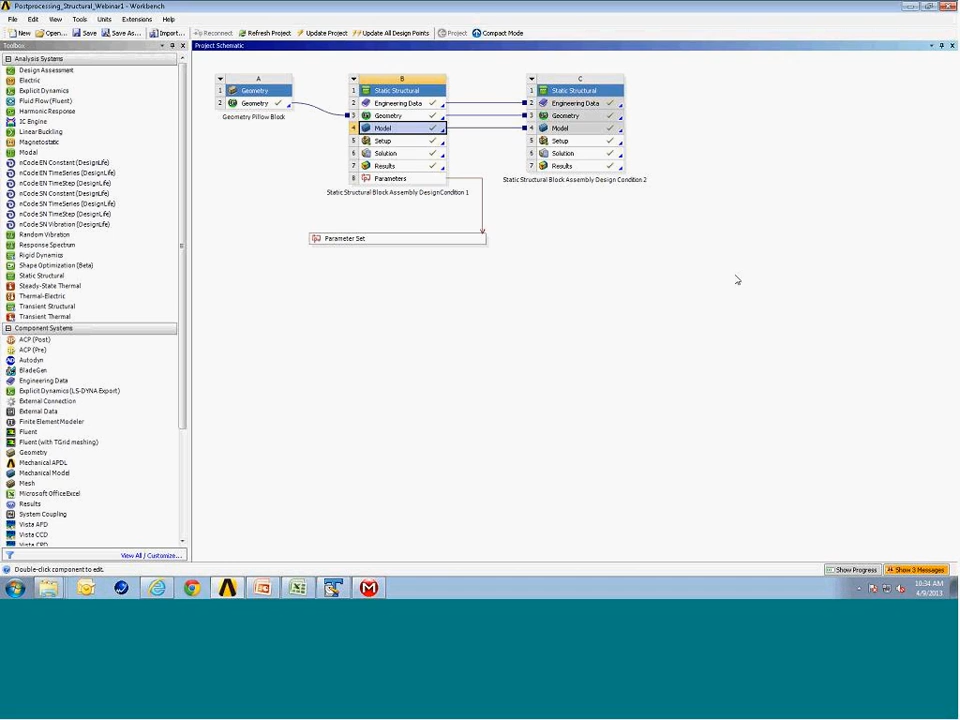 Postprocessing_Structural_Webinar1 - Workbench
File Edit View Tools Units Extensions Help
New Open... Save Save As... Import... Reconnect Refresh Project Update Project Update All Design Points Project Compact Mode
Toolbox
Analysis Systems
Design Assessment
Electric
Explicit Dynamics
Fluid Flow (Fluent)
Harmonic Response
IC Engine
Linear Buckling
Magnetostatic
Modal
nCode EN Constant (DesignLife)
nCode EN TimeSeries (DesignLife)
nCode EN TimeStep (DesignLife)
nCode SN Constant (DesignLife)
nCode SN TimeSeries (DesignLife)
nCode SN TimeStep (DesignLife)
nCode SN Vibration (DesignLife)
Random Vibration
Response Spectrum
Rigid Dynamics
Shape Optimization (Beta)
Static Structural
Steady-State Thermal
Thermal-Electric
Transient Structural
Transient Thermal
Component Systems
ACP (Post)
ACP (Pre)
Autodyn
BladeGen
Engineering Data
Explicit Dynamics (LS-DYNA Export)
External Connection
External Data
Finite Element Modeler
Fluent
Fluent (with TGrid meshing)
Geometry
Mechanical APDL
Mechanical Model
Mesh
Microsoft Office Excel
Results
System Coupling
Vista AFD
Vista CCD
View All / Customize...
Project Schematic
A
1 Geometry
2 Geometry
Geometry Pillow Block
B
1 Static Structural
2 Engineering Data
3 Geometry
4 Model
5 Setup
6 Solution
7 Results
8 Parameters
Static Structural Block Assembly Design Condition 1
Parameter Set
C
1 Static Structural
2 Engineering Data
3 Geometry
4 Model
5 Setup
6 Solution
7 Results
Static Structural Block Assembly Design Condition 2
Double-click component to edit.
Show Progress
Show 3 Messages
10:34 AM
4/9/2013